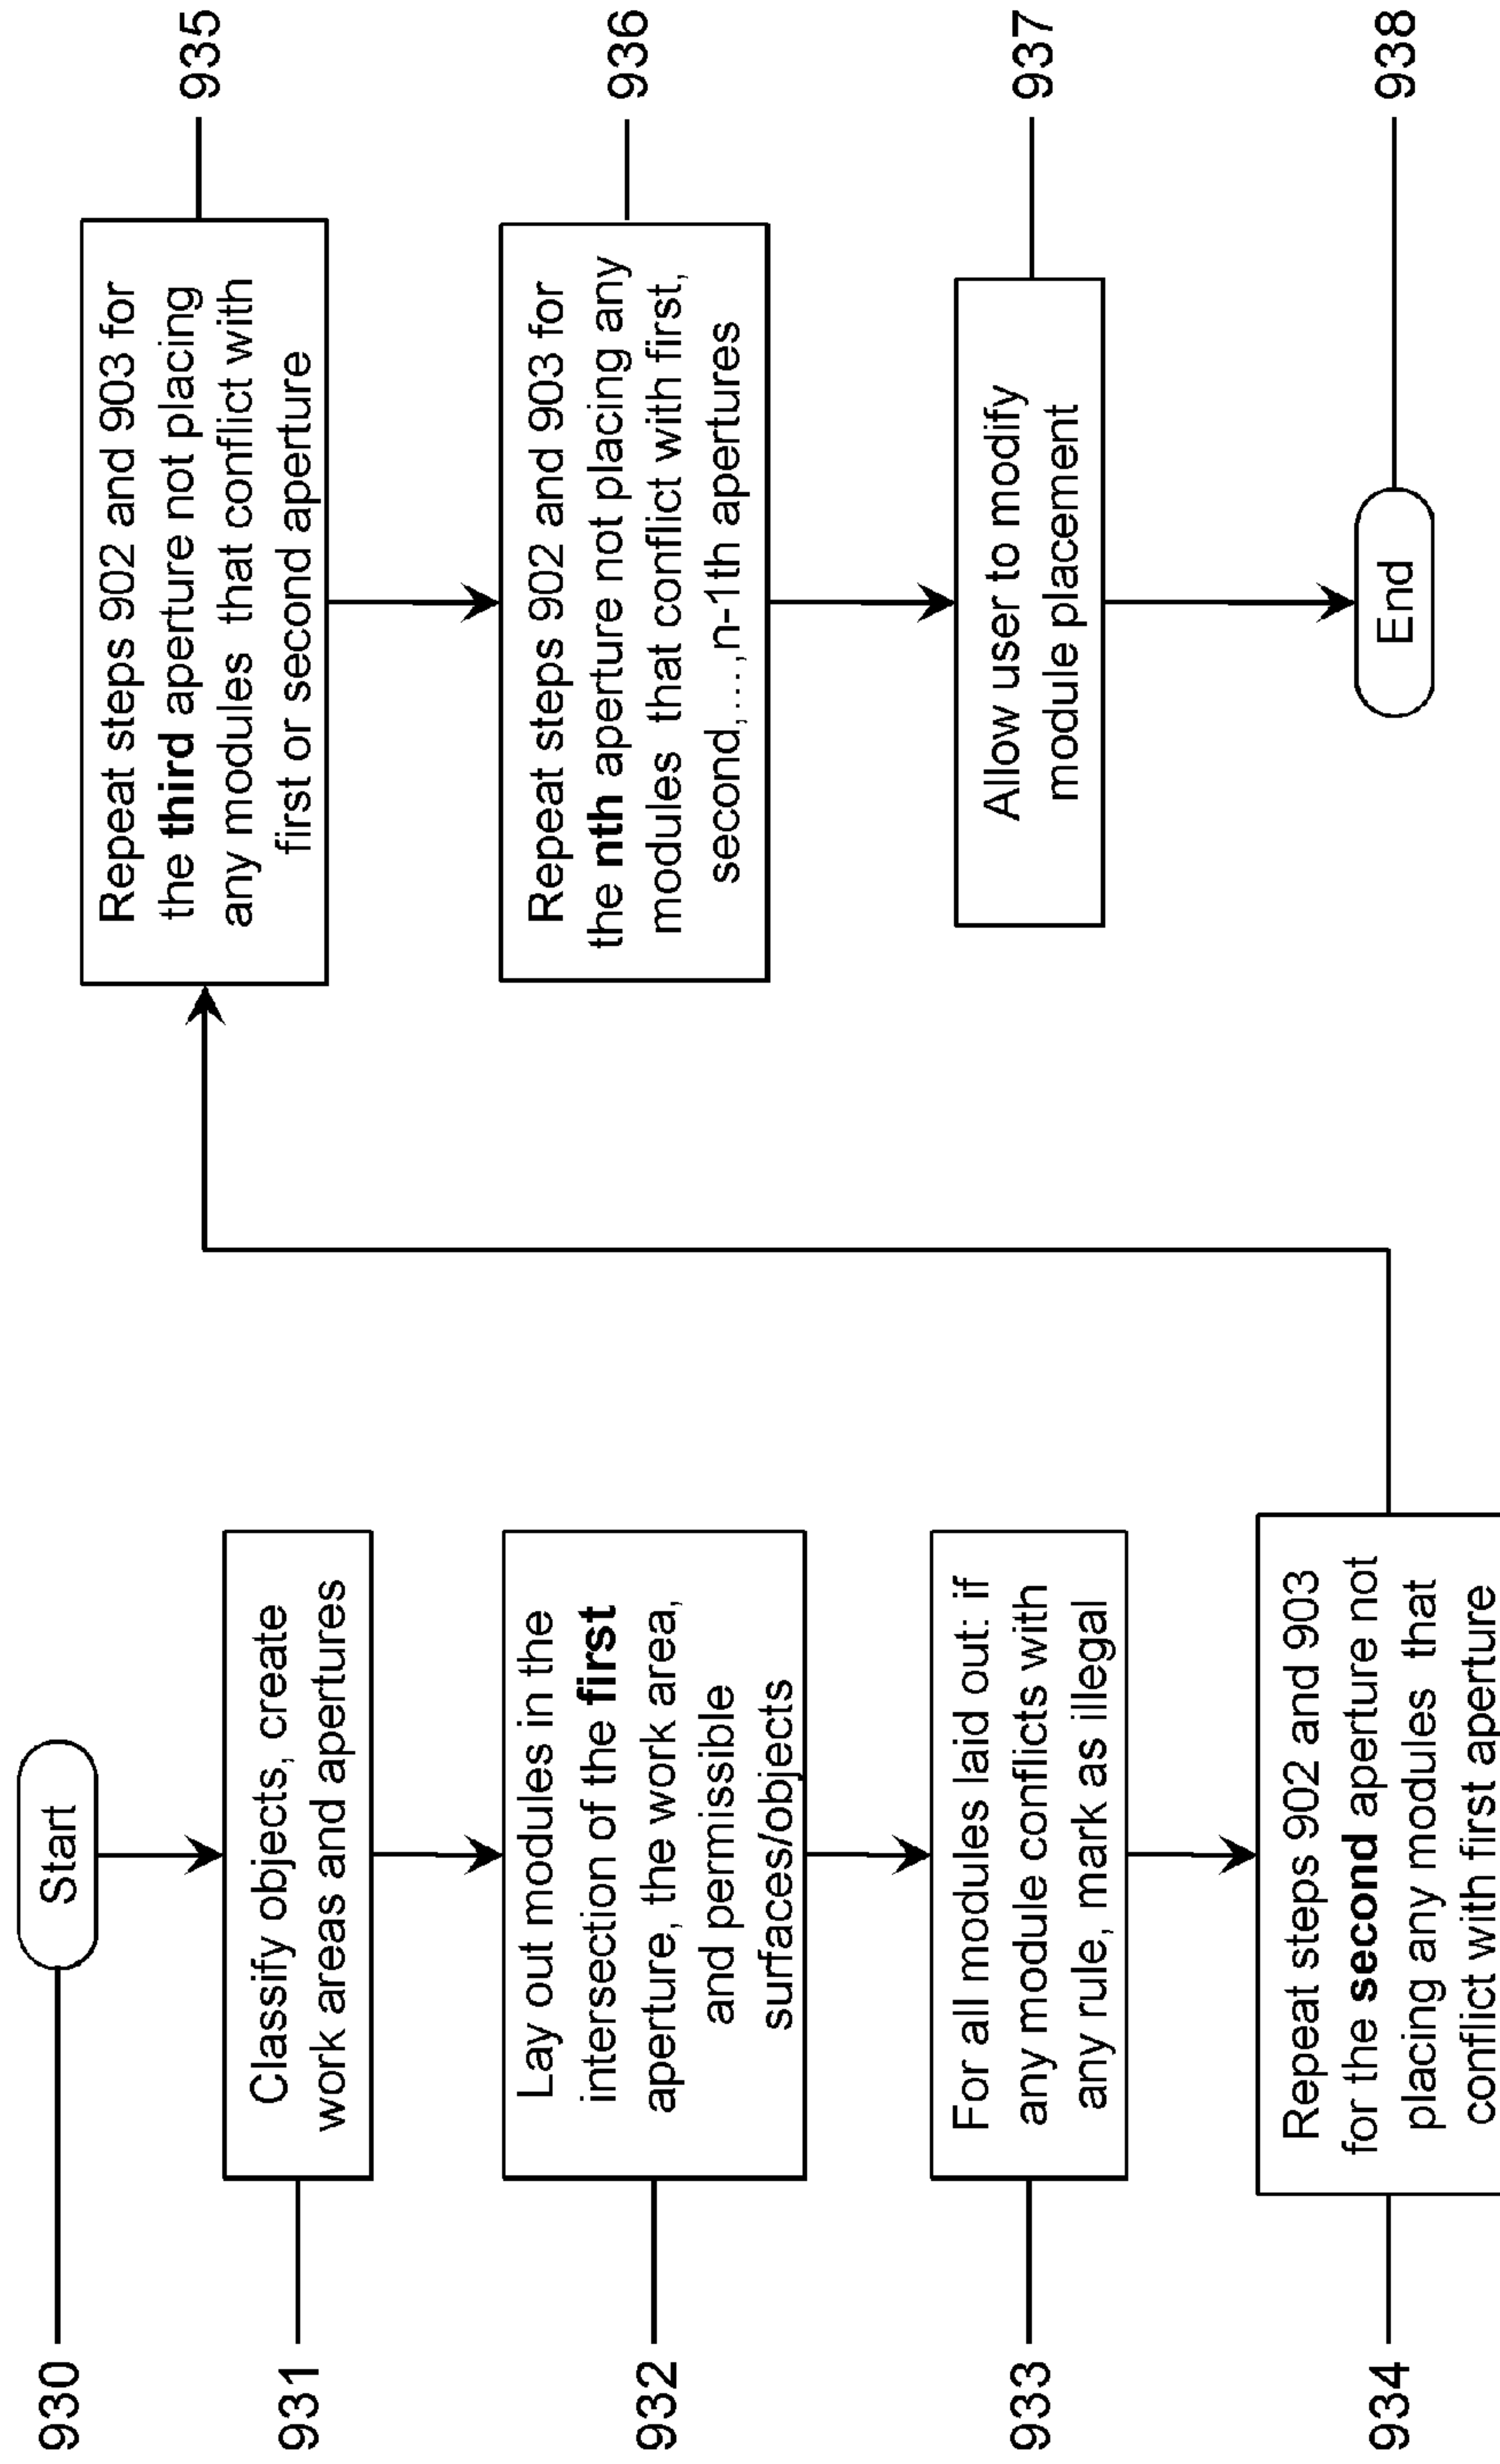 930
Start
931
Classify objects, create
work areas and apertures
932
Lay out modules in the
intersection of the first
aperture, the work area,
and permissible
surfaces/objects
933
For all modules laid out: if
any module conflicts with
any rule, mark as illegal
934
Repeat steps 902 and 903
for the second aperture not
placing any modules that
conflict with first aperture
Repeat steps 902 and 903 for
the third aperture not placing
any modules that conflict with
first or second aperture
935
Repeat steps 902 and 903 for
the nth aperture not placing any
modules that conflict with first,
second,...,n-1th apertures
936
Allow user to modify
module placement
937
End
938